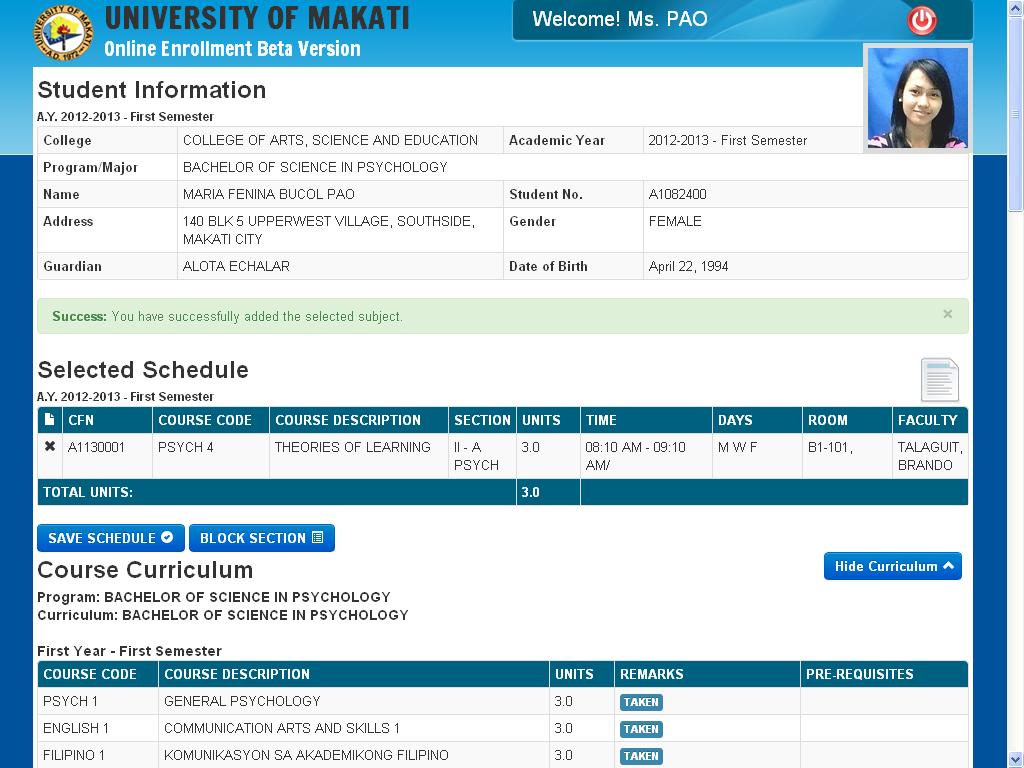 UNIVERSITY OF MAKATI
Online Enrollment Beta Version
Welcome! Ms. PAO
Student Information
A.Y. 2012-2013 - First Semester
College COLLEGE OF ARTS, SCIENCE AND EDUCATION Academic Year 2012-2013 - First Semester
Program/Major BACHELOR OF SCIENCE IN PSYCHOLOGY
Name MARIA FENINA BUCOL PAO Student No. A1082400
Address 140 BLK 5 UPPERWEST VILLAGE, SOUTHSIDE, Gender FEMALE
MAKATI CITY
Guardian ALOTA ECHALAR Date of Birth April 22, 1994
Success: You have successfully added the selected subject. ×
Selected Schedule
A.Y. 2012-2013 - First Semester
CFN COURSE CODE COURSE DESCRIPTION SECTION UNITS TIME DAYS ROOM FACULTY
A1130001 PSYCH 4 THEORIES OF LEARNING II - A 3.0 08:10 AM - 09:10 M W F B1-101, TALAGUIT,
PSYCH AM/ BRANDO
TOTAL UNITS: 3.0
SAVE SCHEDULE BLOCK SECTION
Course Curriculum Hide Curriculum
Program: BACHELOR OF SCIENCE IN PSYCHOLOGY
Curriculum: BACHELOR OF SCIENCE IN PSYCHOLOGY
First Year - First Semester
COURSE CODE COURSE DESCRIPTION UNITS REMARKS PRE-REQUISITES
PSYCH 1 GENERAL PSYCHOLOGY 3.0 TAKEN
ENGLISH 1 COMMUNICATION ARTS AND SKILLS 1 3.0 TAKEN
FILIPINO 1 KOMUNIKASYON SA AKADEMIKONG FILIPINO 3.0 TAKEN